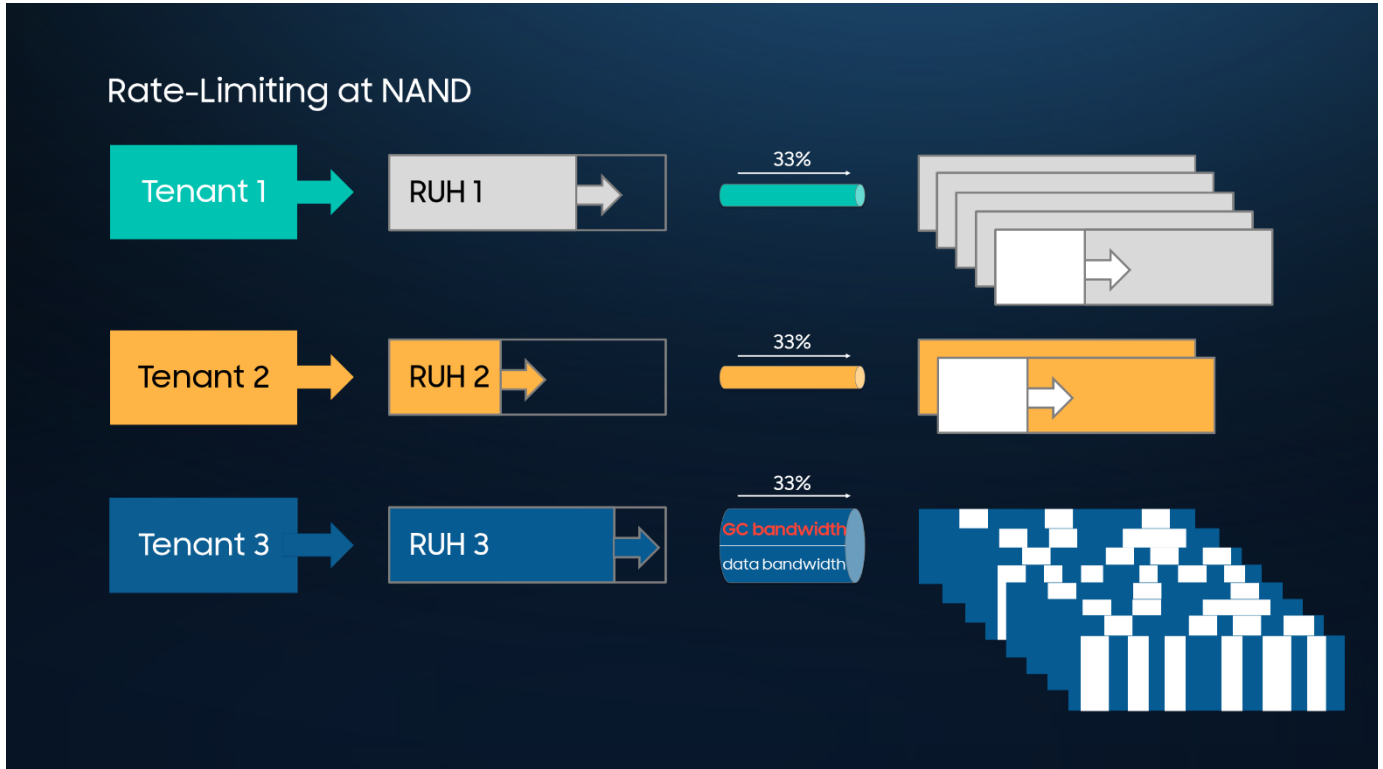 Rate-Limiting at NAND
Tenant 1
RUH 1
33%
Tenant 2
RUH 2
33%
Tenant 3
RUH 3
33%
GC bandwidth
data bandwidth